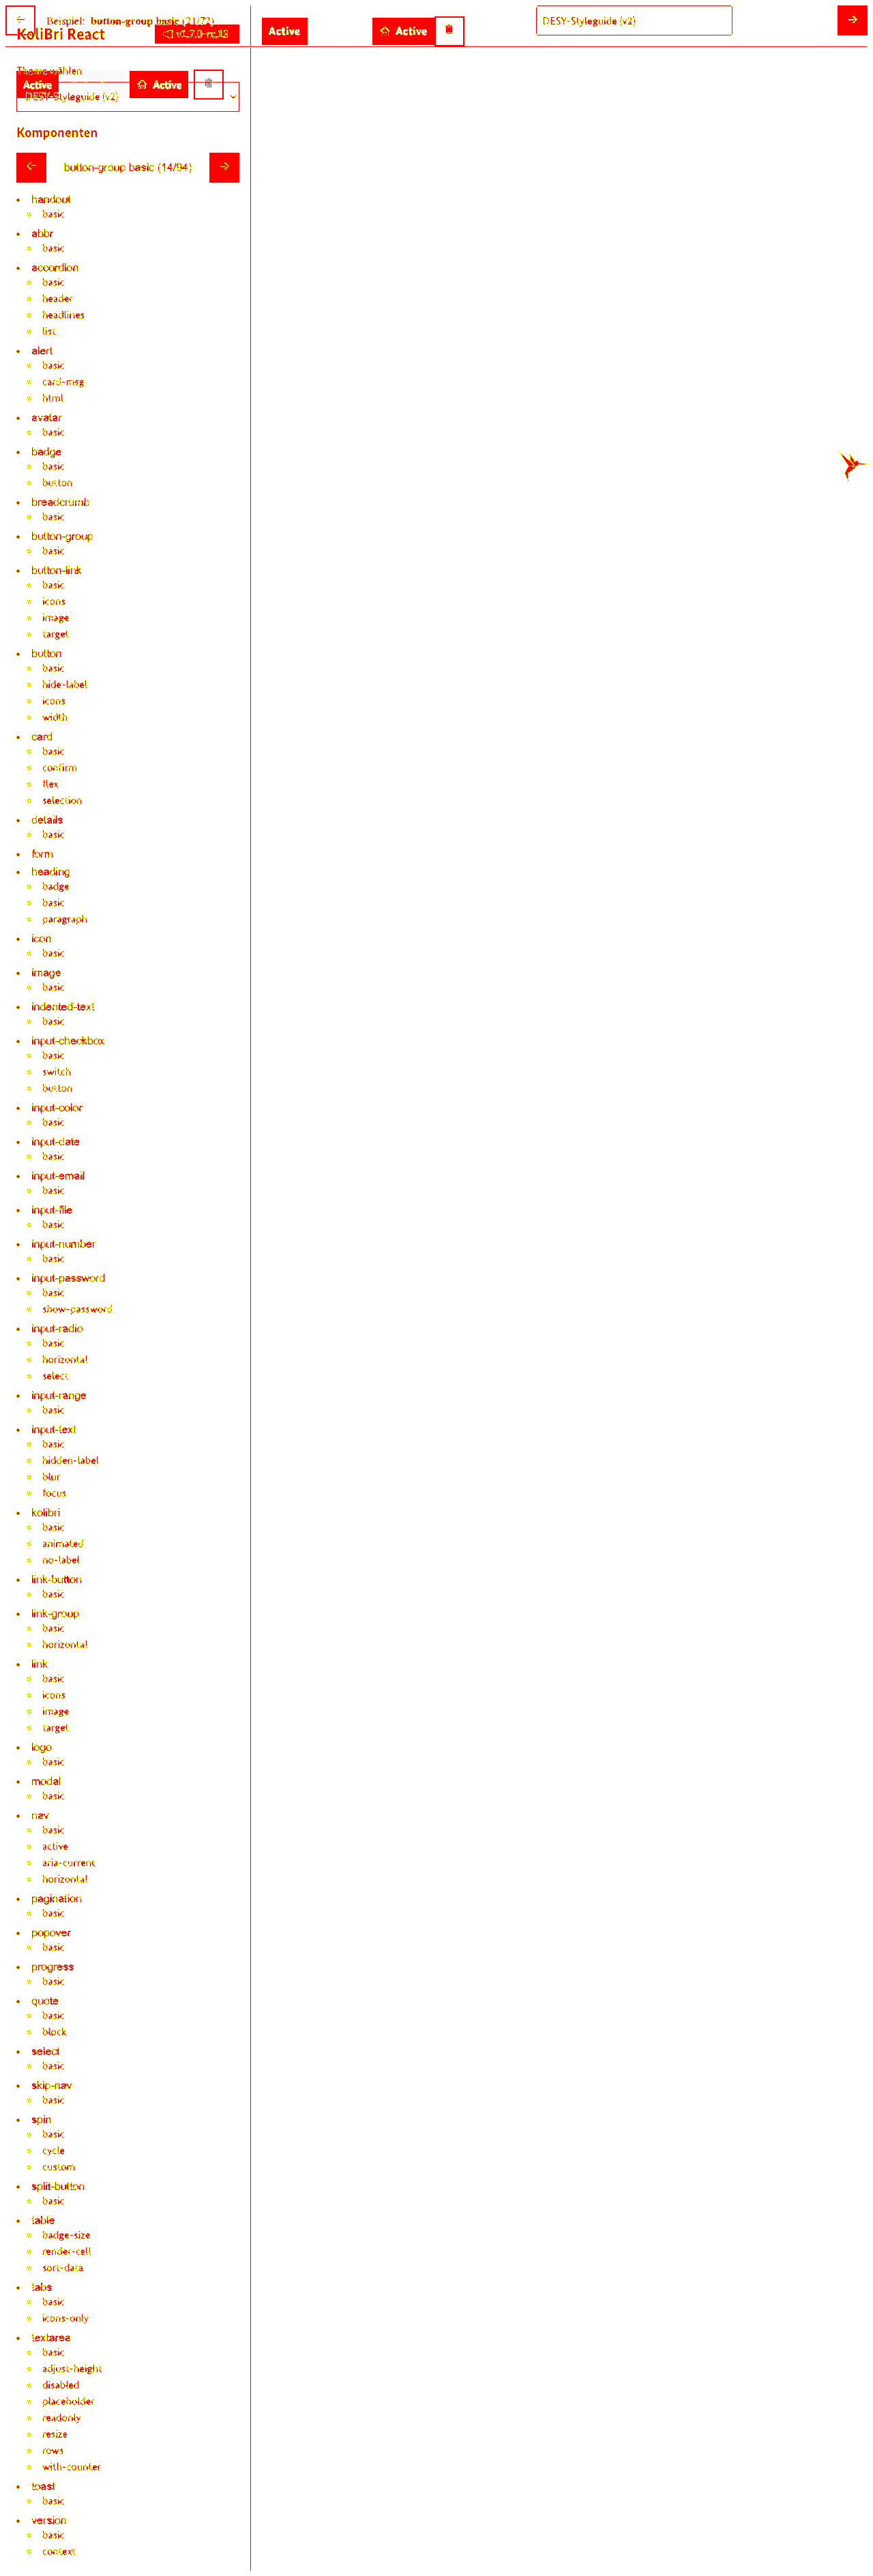 Beispiel: button-group basic (21/72)
DESY-Styleguide (v2)
KoliBri React
v1.7.0-rc.13
Active
Active
Theme wählen
Active
Active
DESY-Styleguide (v2)
Komponenten
button-group basic (14/94)
handout
basic
abbr
basic
accordion
basic
header
headlines
list
alert
basic
card-msg
html
avatar
basic
badge
basic
button
breadcrumb
basic
button-group
basic
button-link
basic
icons
image
target
button
basic
hide-label
icons
width
card
basic
confirm
flex
selection
details
basic
form
heading
badge
basic
paragraph
icon
basic
image
basic
indented-text
basic
input-checkbox
basic
switch
button
input-color
basic
input-date
basic
input-email
basic
input-file
basic
input-number
basic
input-password
basic
show-password
input-radio
basic
horizontal
select
input-range
basic
input-text
basic
hidden-label
blur
focus
kolibri
basic
animated
no-label
link-button
basic
link-group
basic
horizontal
link
basic
icons
image
target
logo
basic
modal
basic
nav
basic
active
aria-current
horizontal
pagination
basic
popover
basic
progress
basic
quote
basic
block
select
basic
skip-nav
basic
spin
basic
cycle
custom
split-button
basic
table
badge-size
render-cell
sort-data
tabs
basic
icons-only
textarea
basic
adjust-height
disabled
placeholder
readonly
resize
rows
with-counter
toast
basic
version
basic
context